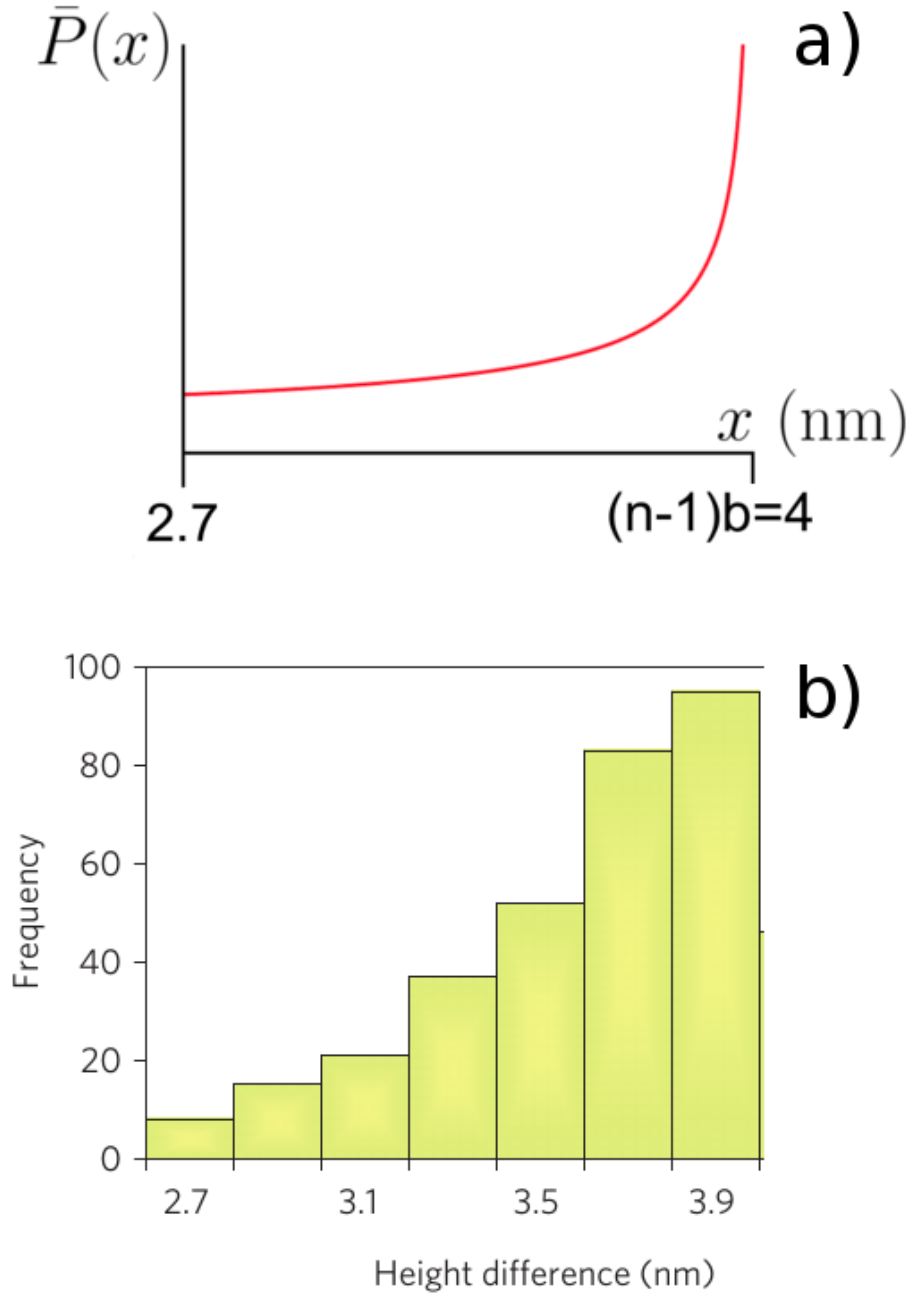 P̄(x)
a)
x (nm)
2.7
(n-1)b=4
b)
100
80
60
40
20
0
Frequency
2.7
3.1
3.5
3.9
Height difference (nm)